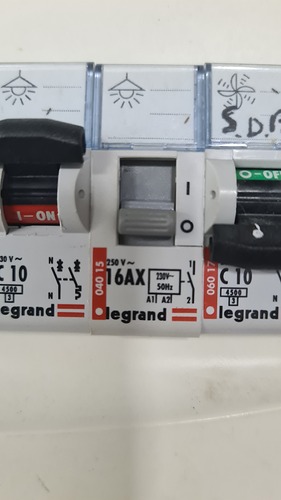 S.D.B
I-ON
I
O
O-OFF
30 V~
C 10
4500
3
N
N
egrand
040 15
250 V~
16AX
230V~
50Hz
A1 A2
1
2
legrand
060 17
C 10
4500
3
N
legrand